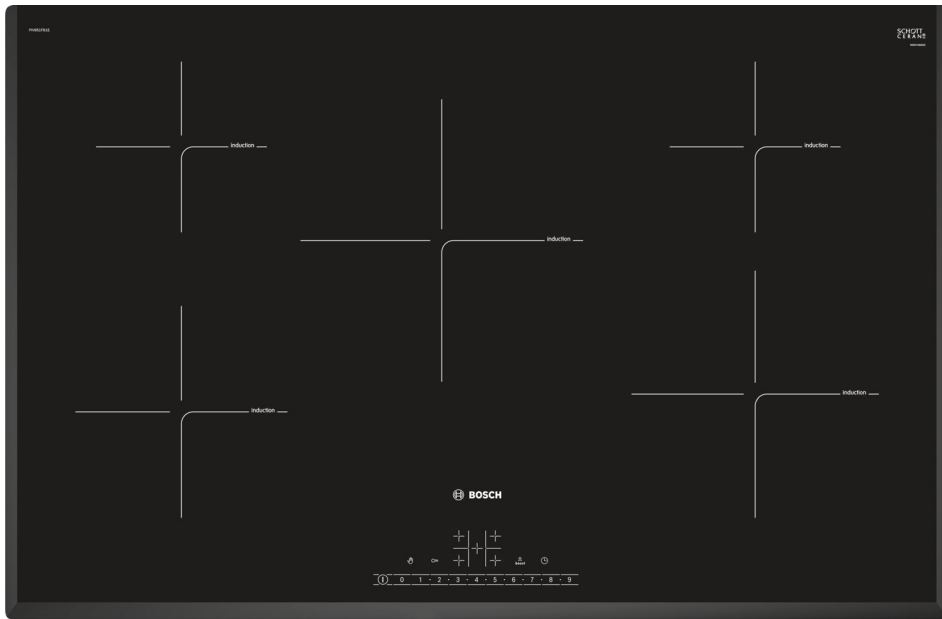 SCHOTT
CERAN®
induction
induction
induction
induction
induction
BOSCH
boost
0 1 • 2 • 3 • 4 • 5 • 6 • 7 • 8 • 9